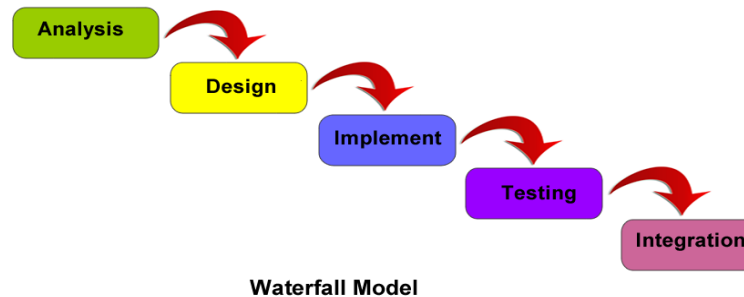 Analysis
Design
Implement
Testing
Integration
Waterfall Model